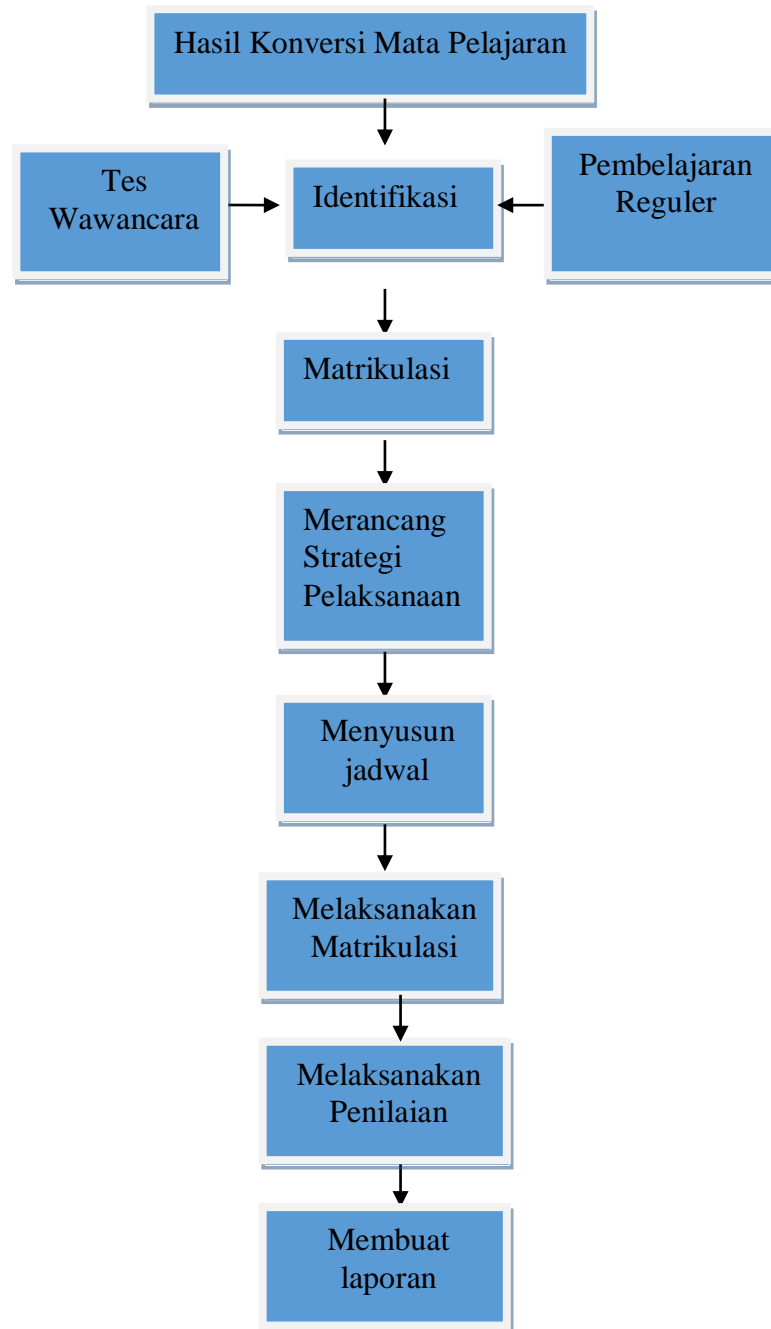 Hasil Konversi Mata Pelajaran
Tes
Wawancara
Identifikasi
Pembelajaran
Reguler
Matrikulasi
Merancang
Strategi
Pelaksanaan
Menyusun
jadwal
Melaksanakan
Matrikulasi
Melaksanakan
Penilaian
Membuat
laporan